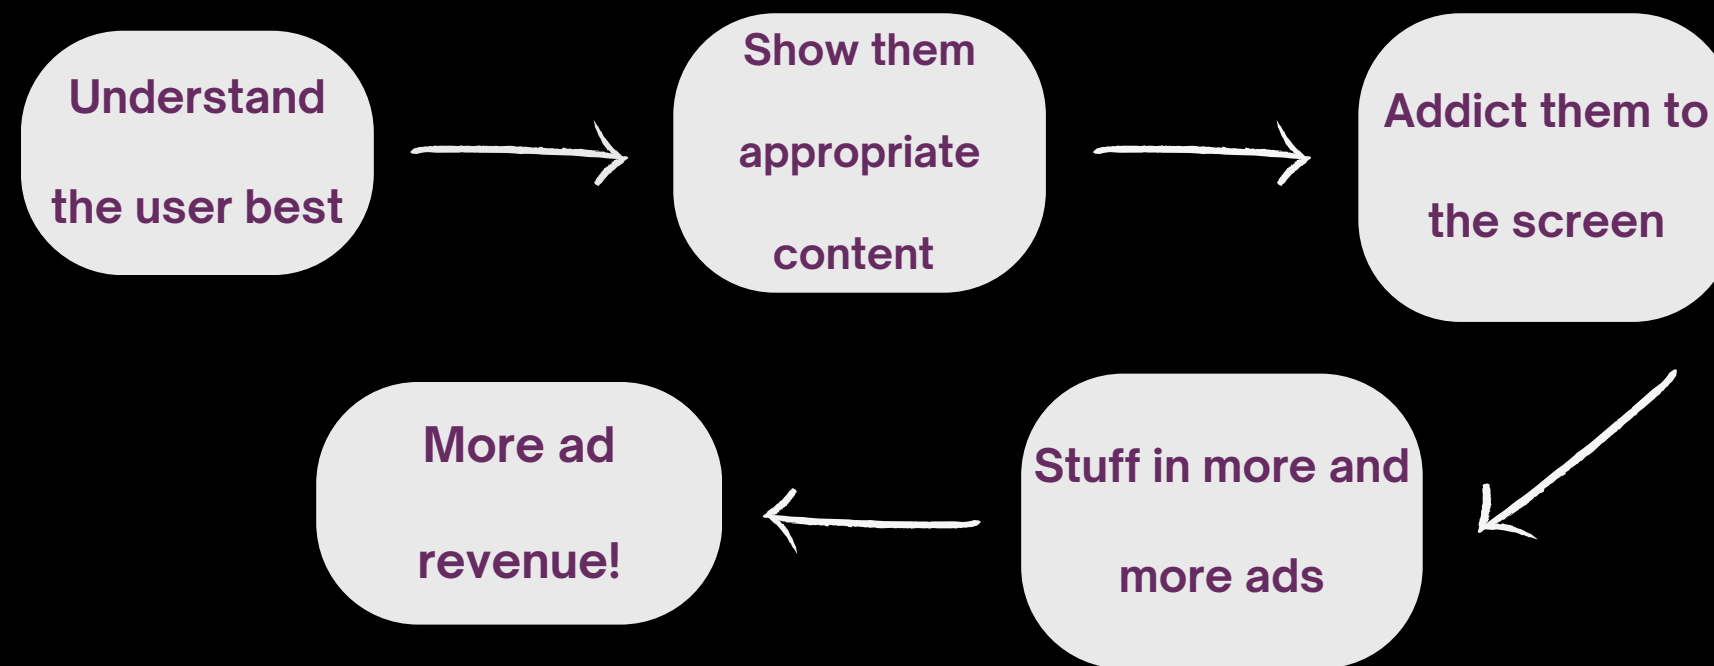 Understand
the user best
Show them
appropriate
content
Addict them to
the screen
Stuff in more and
more ads
More ad
revenue!